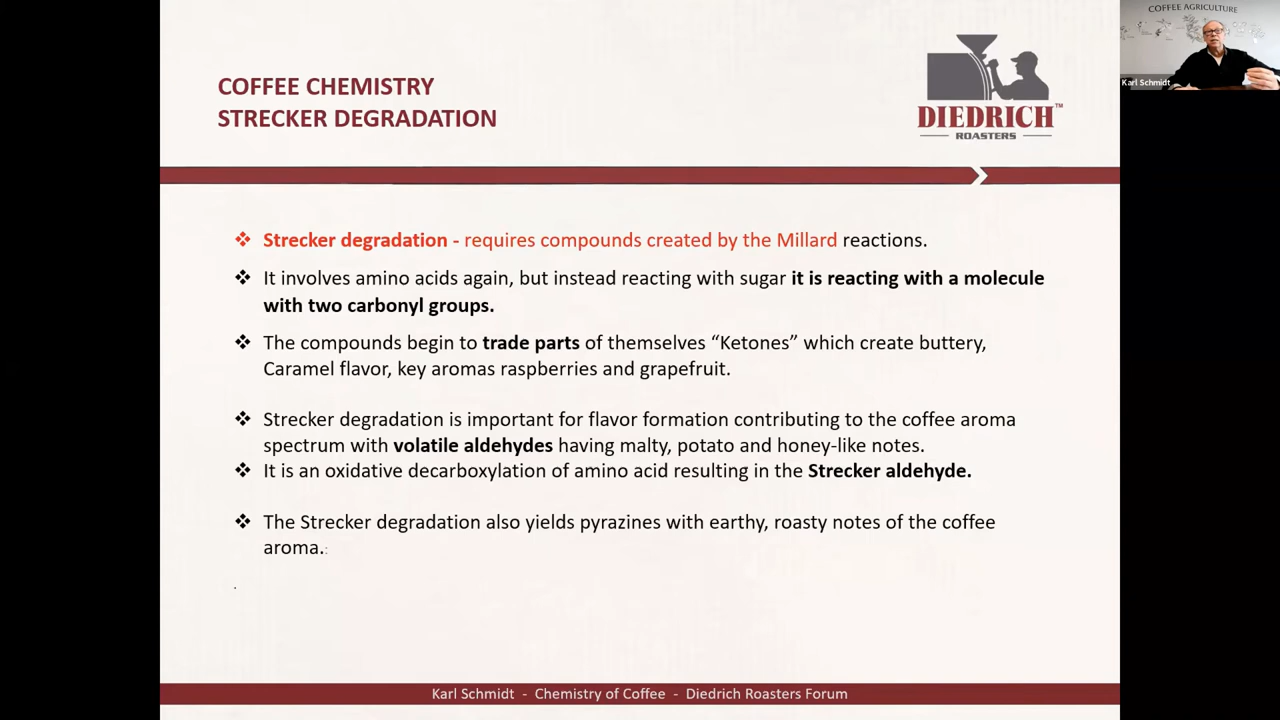 COFFEE AGRICULTURE
Karl Schmidt
COFFEE CHEMISTRY
STRECKER DEGRADATION
DIEDRICH™
ROASTERS
❖ Strecker degradation - requires compounds created by the Millard reactions.
❖ It involves amino acids again, but instead reacting with sugar it is reacting with a molecule
with two carbonyl groups.
❖ The compounds begin to trade parts of themselves “Ketones” which create buttery,
Caramel flavor, key aromas raspberries and grapefruit.
❖ Strecker degradation is important for flavor formation contributing to the coffee aroma
spectrum with volatile aldehydes having malty, potato and honey-like notes.
❖ It is an oxidative decarboxylation of amino acid resulting in the Strecker aldehyde.
❖ The Strecker degradation also yields pyrazines with earthy, roasty notes of the coffee
aroma.:
.
Karl Schmidt - Chemistry of Coffee - Diedrich Roasters Forum